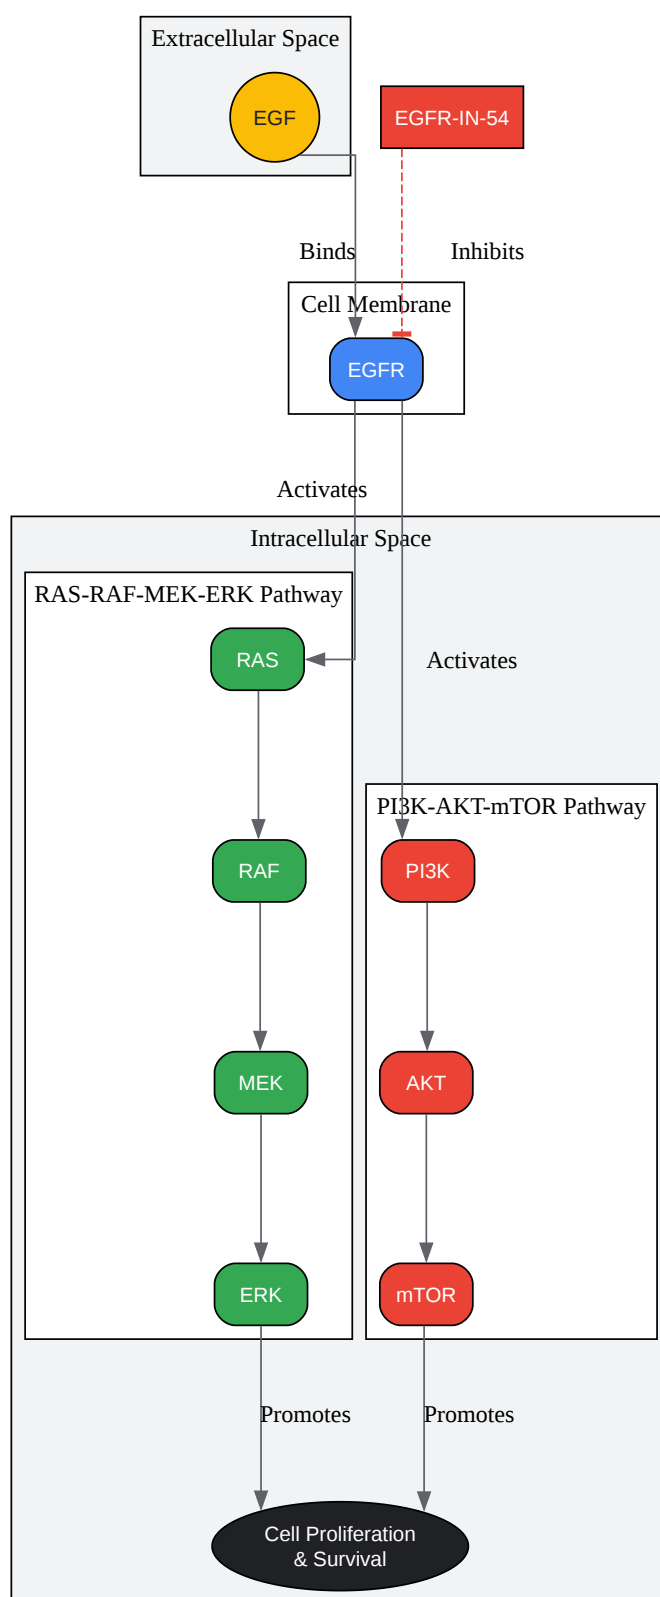 Extracellular Space
EGF
EGFR-IN-54
Binds
Inhibits
Cell Membrane
EGFR
Activates
Intracellular Space
RAS-RAF-MEK-ERK Pathway
RAS
Activates
PI3K-AKT-mTOR Pathway
RAF
PI3K
MEK
AKT
ERK
mTOR
Promotes
Promotes
Cell Proliferation
& Survival